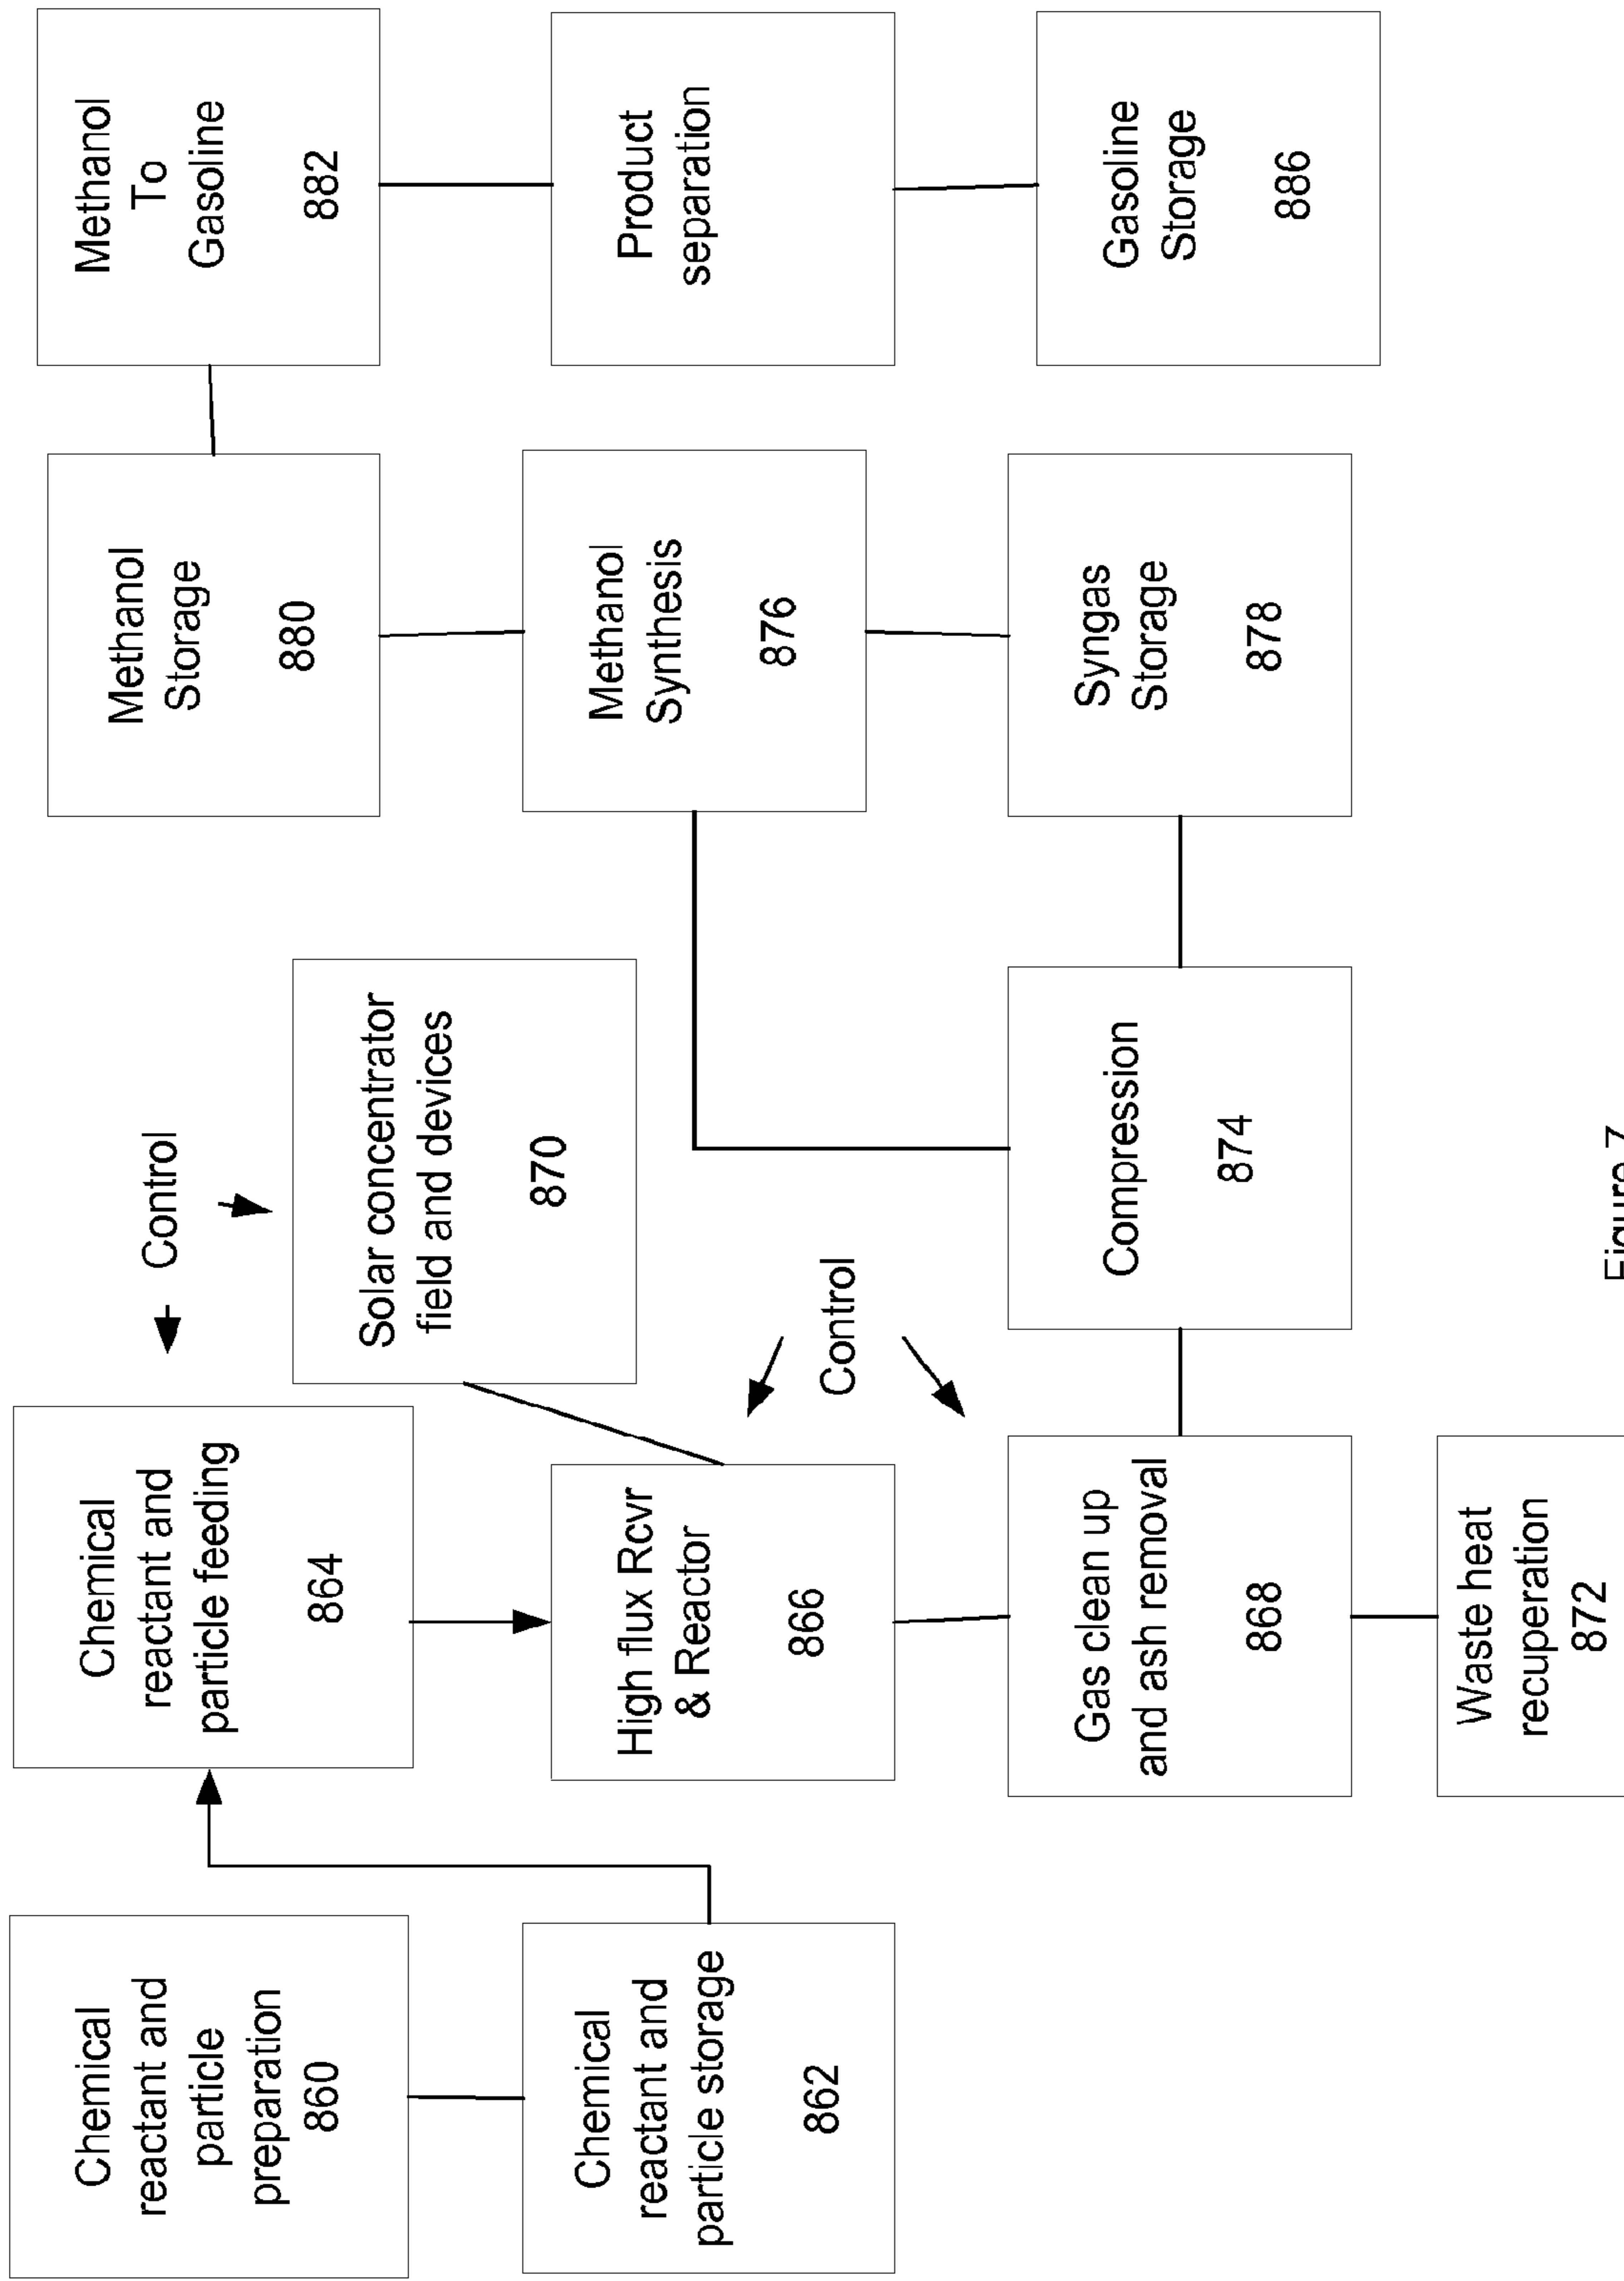 Chemical
reactant and
particle
preparation
860
Chemical
reactant and
particle storage
862
Chemical
reactant and
particle feeding
864
High flux Rcvr
& Reactor
866
Gas clean up
and ash removal
868
Waste heat
recuperation
872
Control
Solar concentrator
field and devices
870
Control
Compression
874
Methanol
Storage
880
Methanol
Synthesis
876
Syngas
Storage
878
Methanol
To
Gasoline
882
Product
separation
Gasoline
Storage
886
Figure 7